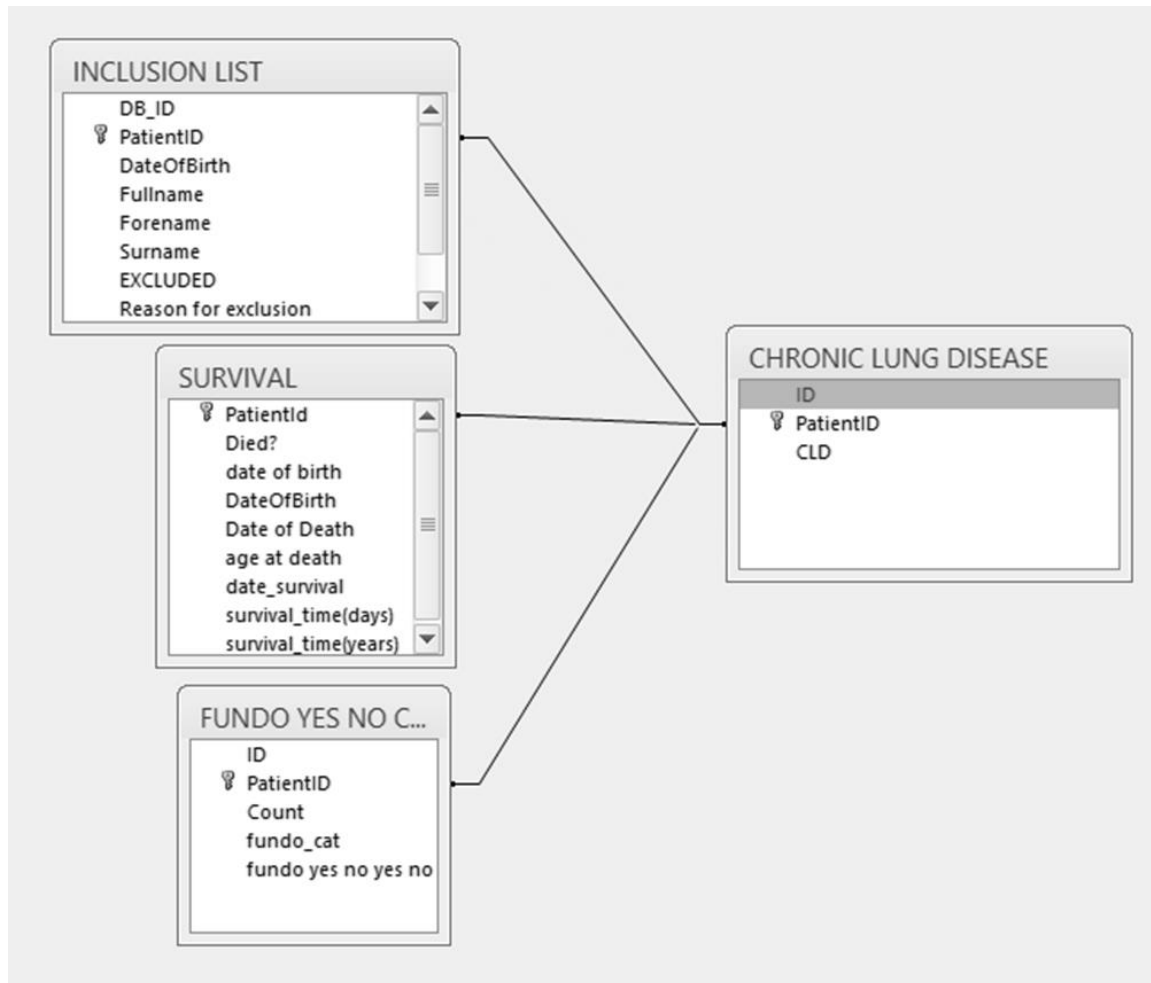 INCLUSION LIST
DB_ID
PatientID
DateOfBirth
Fullname
Forename
Surname
EXCLUDED
Reason for exclusion
SURVIVAL
PatientId
Died?
date of birth
DateOfBirth
Date of Death
age at death
date_survival
survival_time(days)
survival_time(years)
FUNDO YES NO C...
ID
PatientID
Count
fundo_cat
fundo yes no yes no
CHRONIC LUNG DISEASE
ID
PatientID
CLD